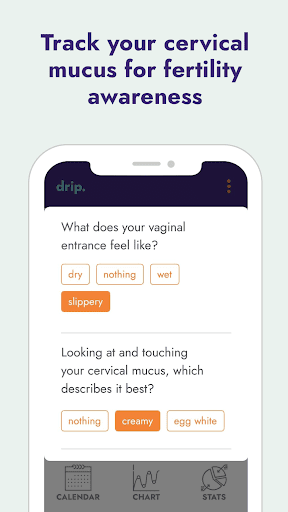 Track your cervical
mucus for fertility
awareness
drip.
What does your vaginal
entrance feel like?
dry nothing wet
slippery
Looking at and touching
your cervical mucus, which
describes it best?
nothing creamy egg white
CALENDAR CHART STATS